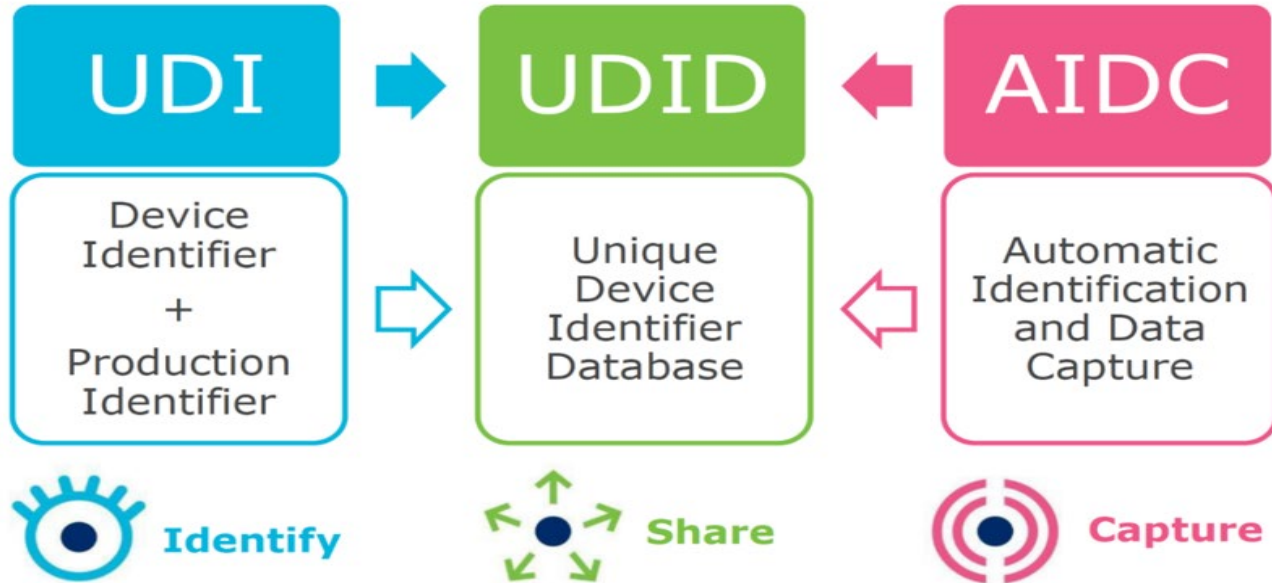 UDI
UDID
AIDC
Device
Identifier
+
Production
Identifier
Unique
Device
Identifier
Database
Automatic
Identification
and Data
Capture
Identify
Share
Capture